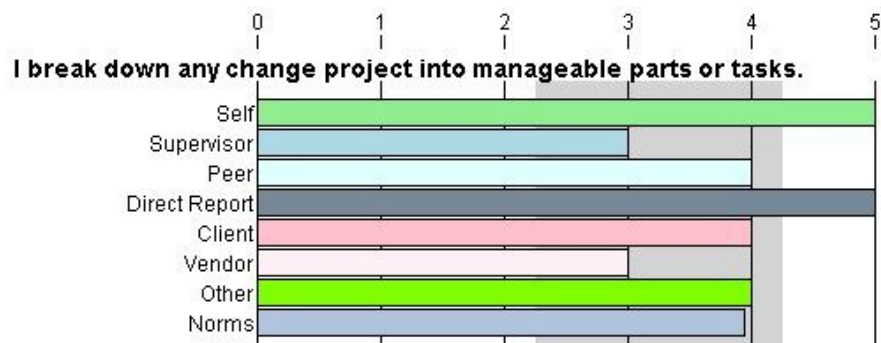 0 1 2 3 4 5
I break down any change project into manageable parts or tasks.
Self
Supervisor
Peer
Direct Report
Client
Vendor
Other
Norms